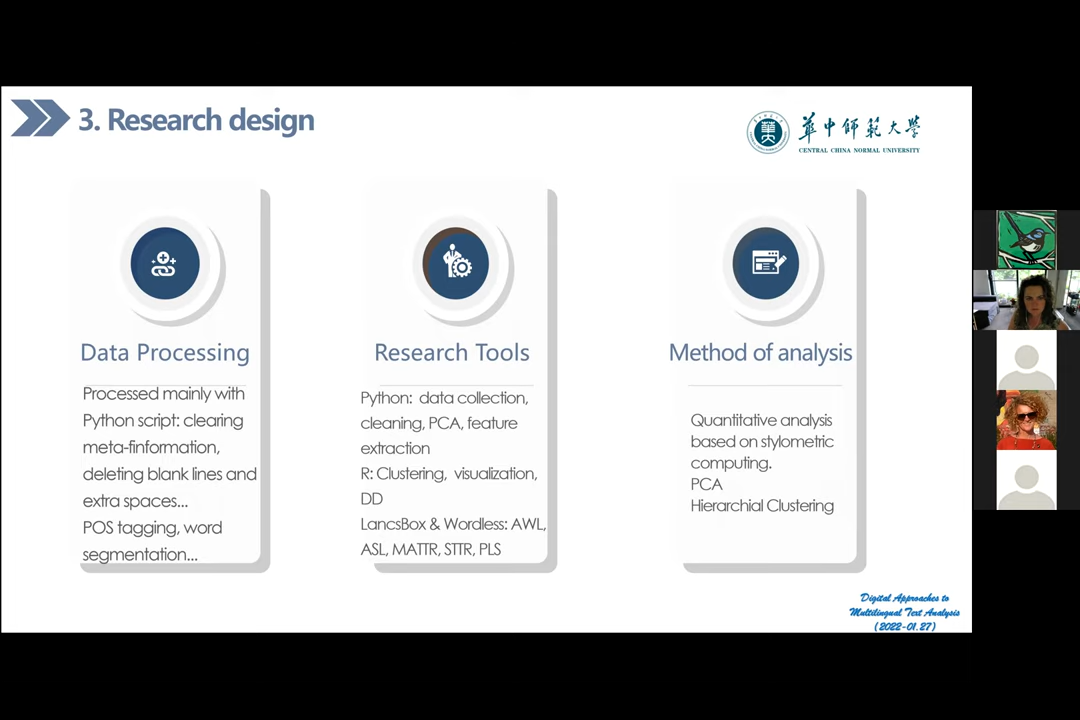 3. Research design
華中師範大學
CENTRAL CHINA NORMAL UNIVERSITY
Data Processing
Processed mainly with
Python script: clearing
meta-finformation,
deleting blank lines and
extra spaces...
POS tagging, word
segmentation...
Research Tools
Python: data collection,
cleaning, PCA, feature
extraction
R: Clustering, visualization,
DD
LancsBox & Wordless: AWL,
ASL, MATTR, STTR, PLS
Method of analysis
Quantitative analysis
based on stylometric
computing.
PCA
Hierarchial Clustering
Digital Approaches to
Multilingual Text Analysis
(2022-01.27)